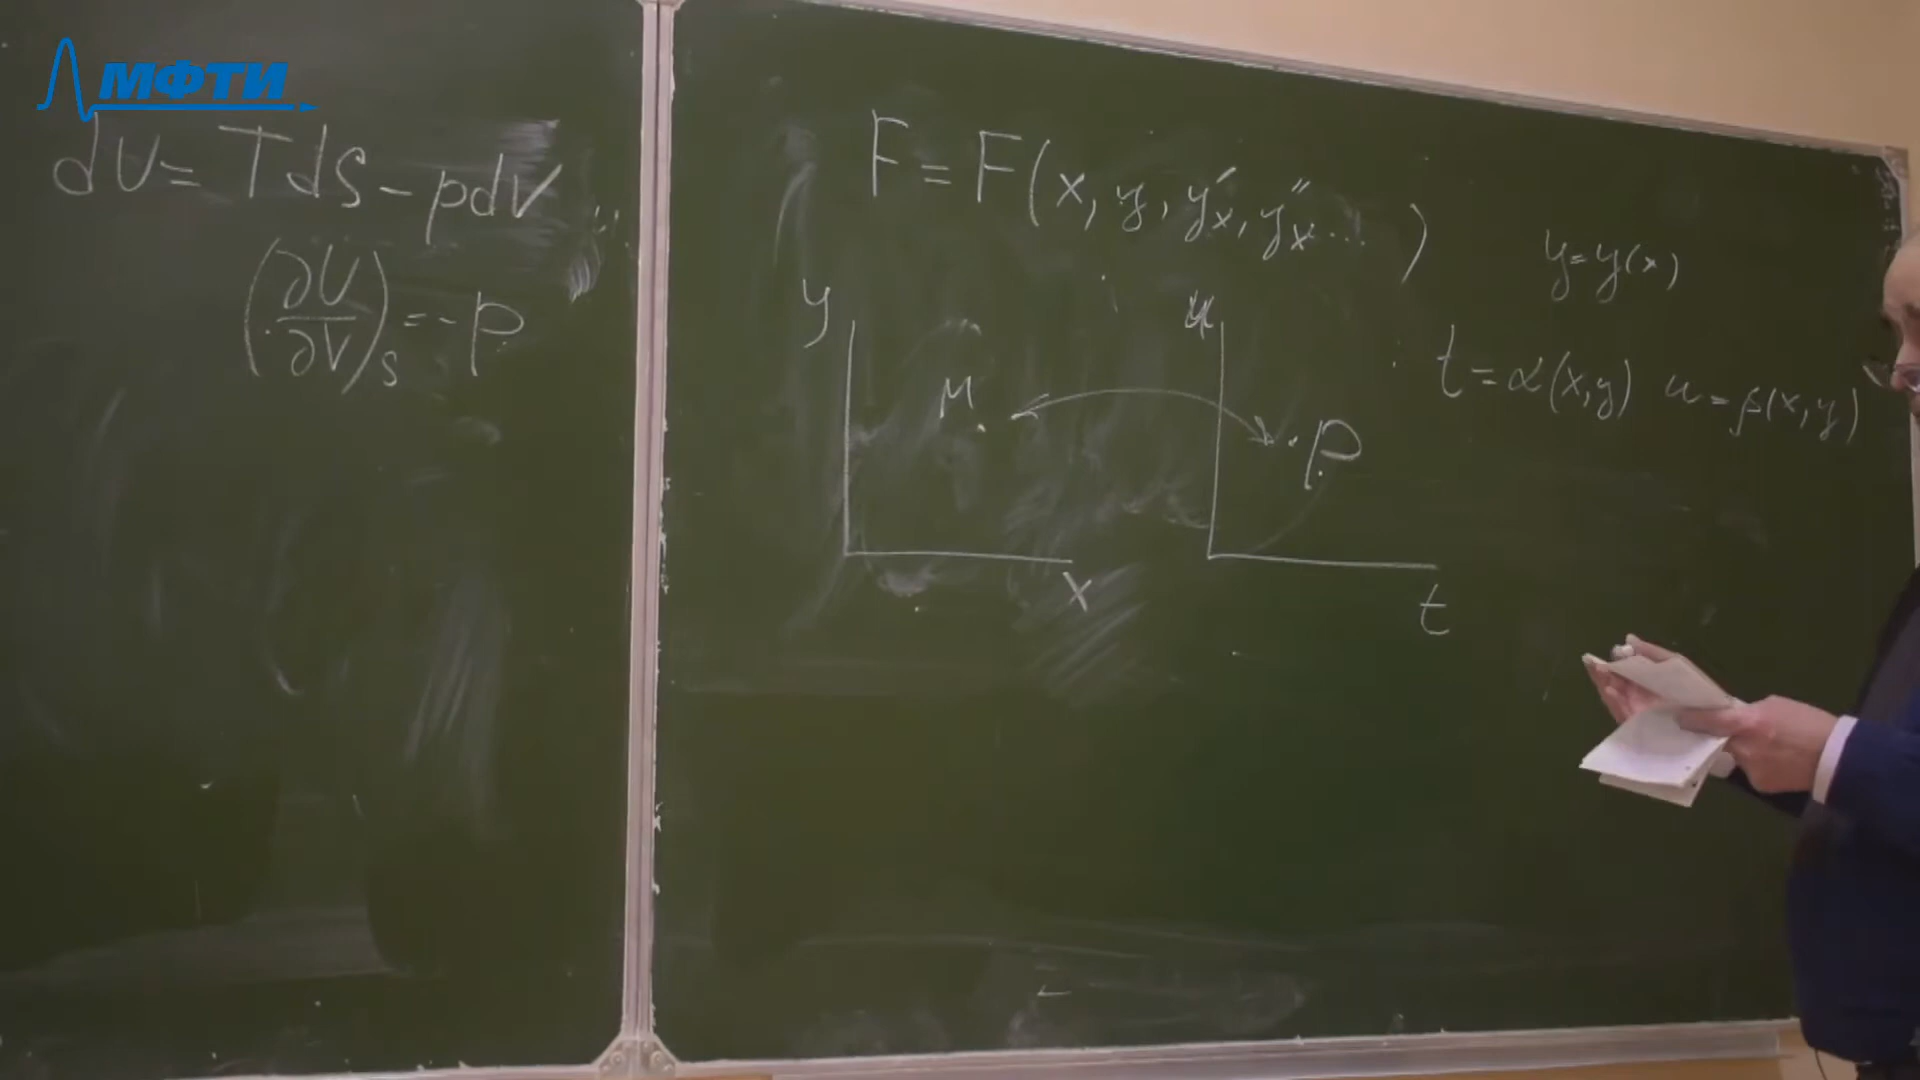 МФТИ
dU = TdS - pdV
(∂U/∂V)_S = -p
F = F(x, y, y'_x, y''_x ... )
y = y(x)
t = α(x,y) u = β(x,y)
y
u
M
P
x
t